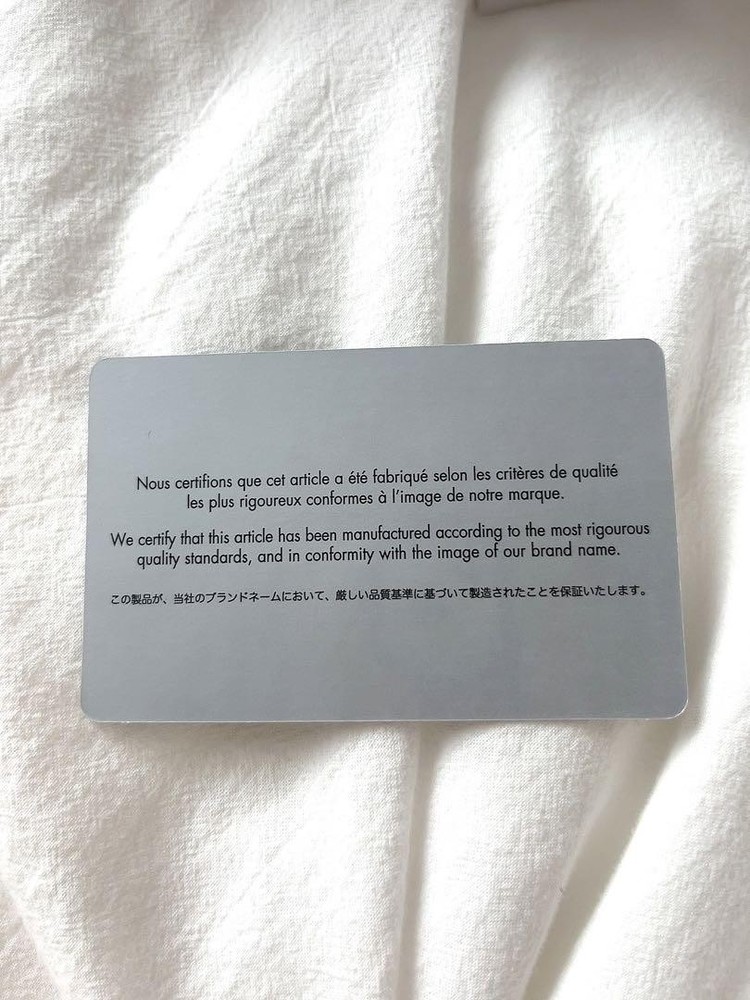 Nous certifions que cet article a été fabriqué selon les critères de qualité
les plus rigoureux conformes à l'image de notre marque.
We certify that this article has been manufactured according to the most rigourous
quality standards, and in conformity with the image of our brand name.
この製品が、当社のブランドネームにおいて、厳しい品質基準に基づいて製造されたことを保証いたします。